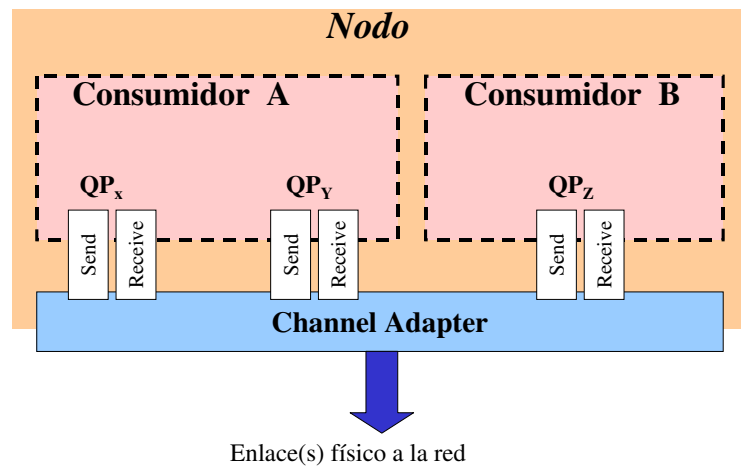 Nodo
Consumidor A
Consumidor B
QPx
QPY
QPZ
Send
Receive
Send
Receive
Send
Receive
Channel Adapter
Enlace(s) físico a la red